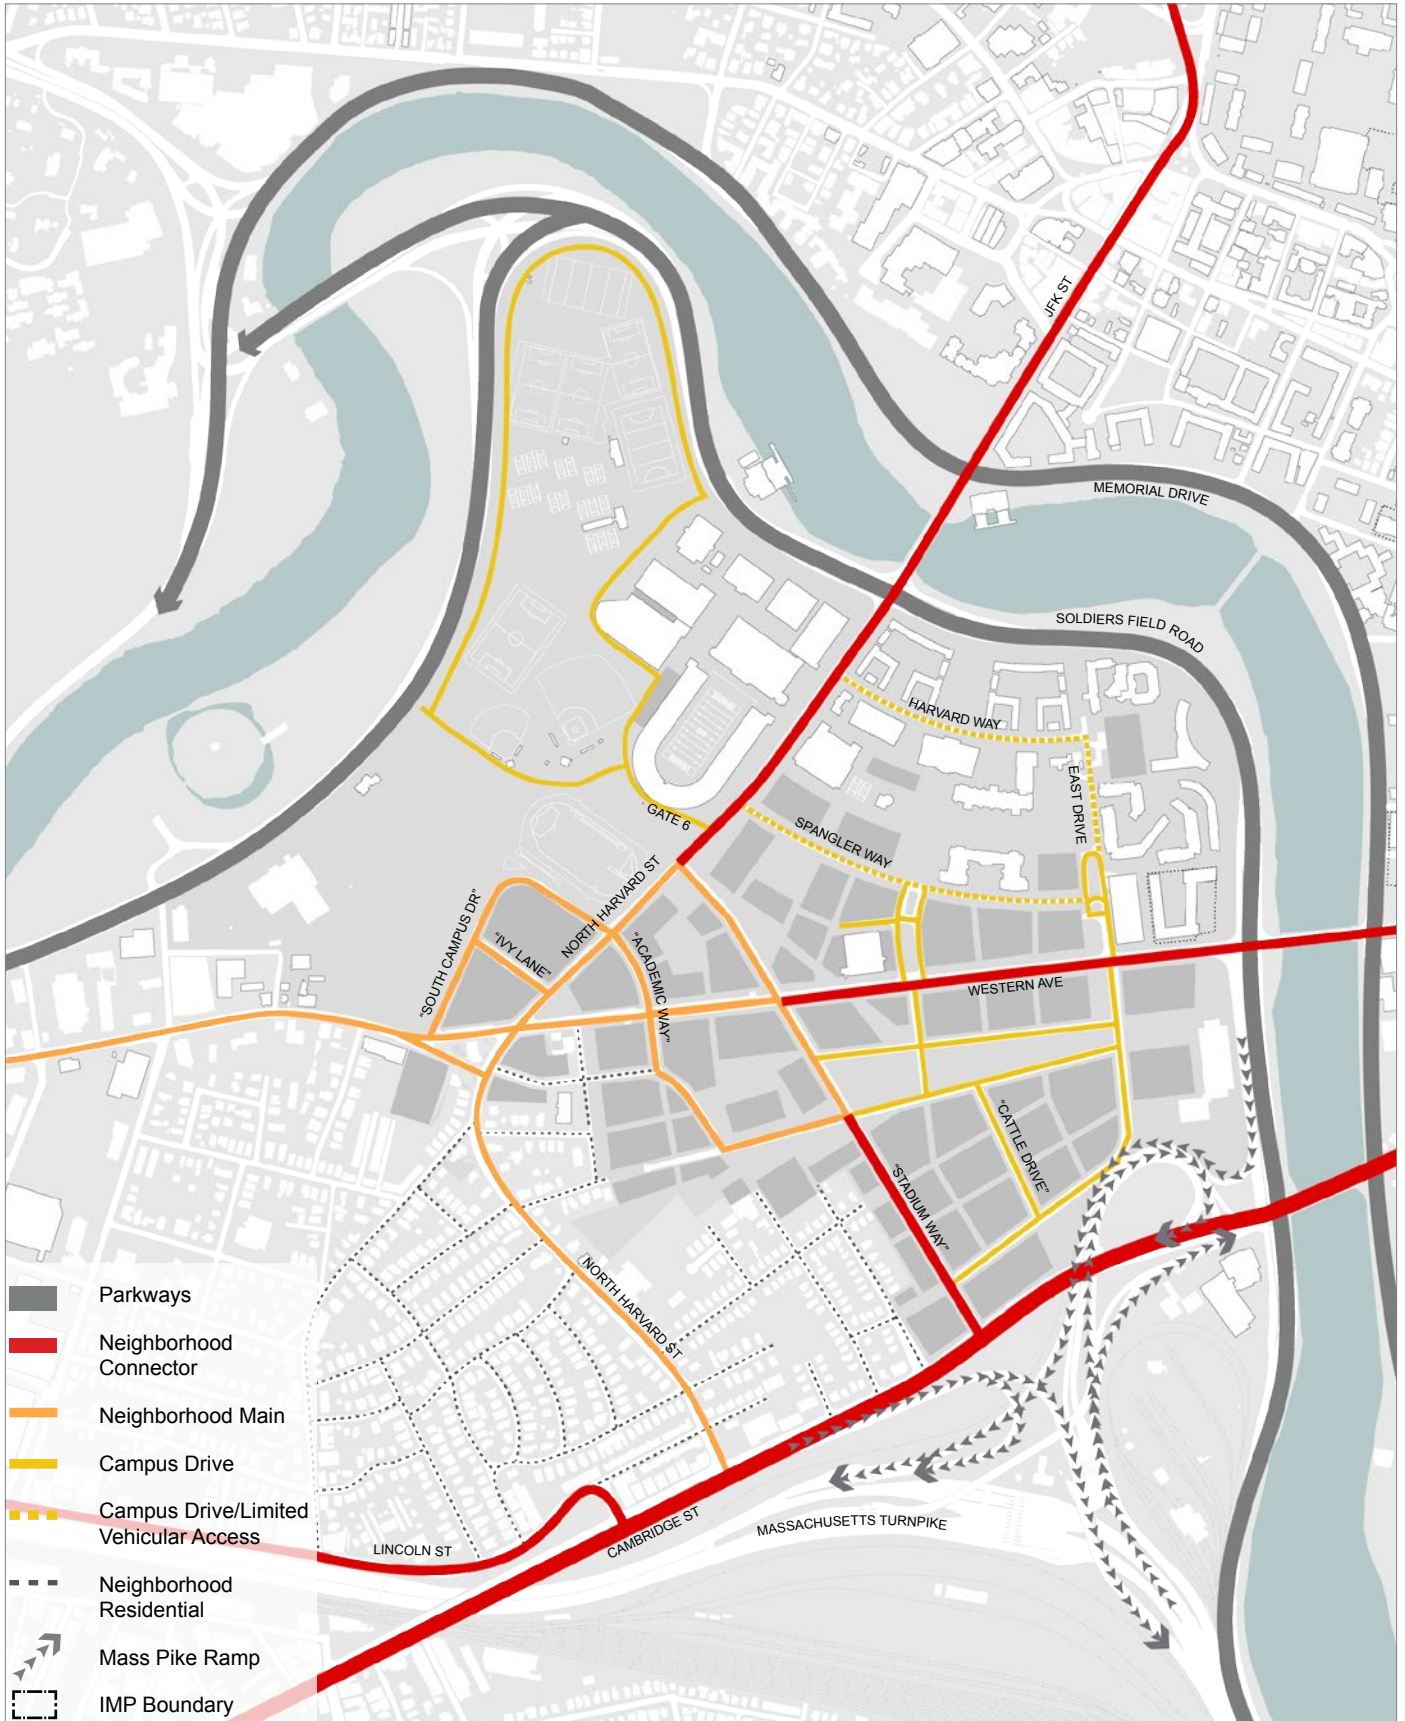 JFK ST
MEMORIAL DRIVE
SOLDIERS FIELD ROAD
HARVARD WAY
EAST DRIVE
GATE 6
SPANGLER WAY
NORTH HARVARD ST
"SOUTH CAMPUS DR"
"IVY LANE"
"ACADEMIC WAY"
WESTERN AVE
"CATTLE DRIVE"
"STADIUM WAY"
NORTH HARVARD ST
Parkways
Neighborhood
Connector
Neighborhood Main
Campus Drive
Campus Drive/Limited
Vehicular Access
Neighborhood
Residential
Mass Pike Ramp
IMP Boundary
LINCOLN ST
CAMBRIDGE ST
MASSACHUSETTS TURNPIKE